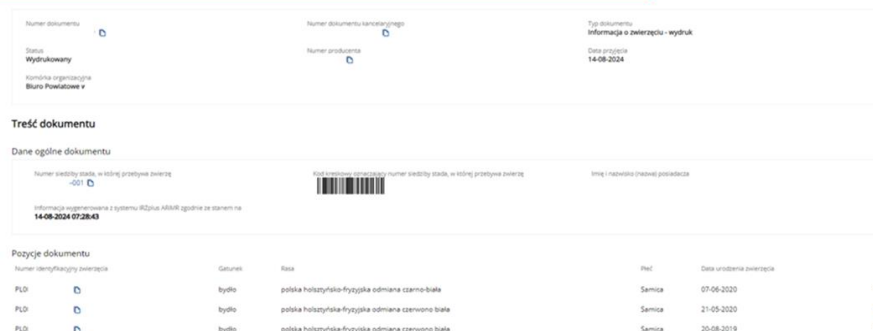 Numer dokumentu
Numer dokumentu kancelaryjnego
Typ dokumentu
Informacja o zwierzęciu - wydruk
Status
Wydrukowany
Numer producenta
Data przyjęcia
14-08-2024
Komórka organizacyjna
Biuro Powiatowe w
Treść dokumentu
Dane ogólne dokumentu
Numer siedziby stada, w której przebywa zwierzę
-001
Kod kreskowy oznaczający numer siedziby stada, w której przebywa zwierzę
Imię i nazwisko (nazwa) posiadacza
Informacja wygenerowana z systemu IRZplus ARiMR zgodnie ze stanem na
14-08-2024 07:28:43
Pozycje dokumentu
Numer identyfikacyjny zwierzęcia Gatunek Rasa Płeć Data urodzenia zwierzęcia
PL0 bydło polska holsztyńsko-fryzyjska odmiana czarno-biała Samica 07-06-2020
PL0 bydło polska holsztyńsko-fryzyjska odmiana czerwono biała Samica 21-05-2020
PL0 bydło polska holsztyńsko-fryzyjska odmiana czerwono biała Samica 20-08-2019